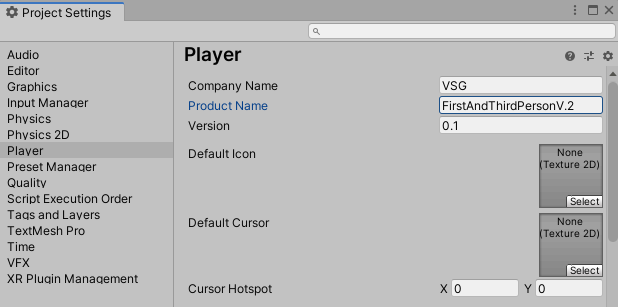 Project Settings
Audio
Editor
Graphics
Input Manager
Physics
Physics 2D
Player
Preset Manager
Quality
Script Execution Order
Tags and Layers
TextMesh Pro
Time
VFX
XR Plugin Management
Player
Company Name VSG
Product Name FirstAndThirdPersonV.2
Version 0.1
Default Icon
None
(Texture 2D)
Select
Default Cursor
None
(Texture 2D)
Select
Cursor Hotspot X 0 Y 0